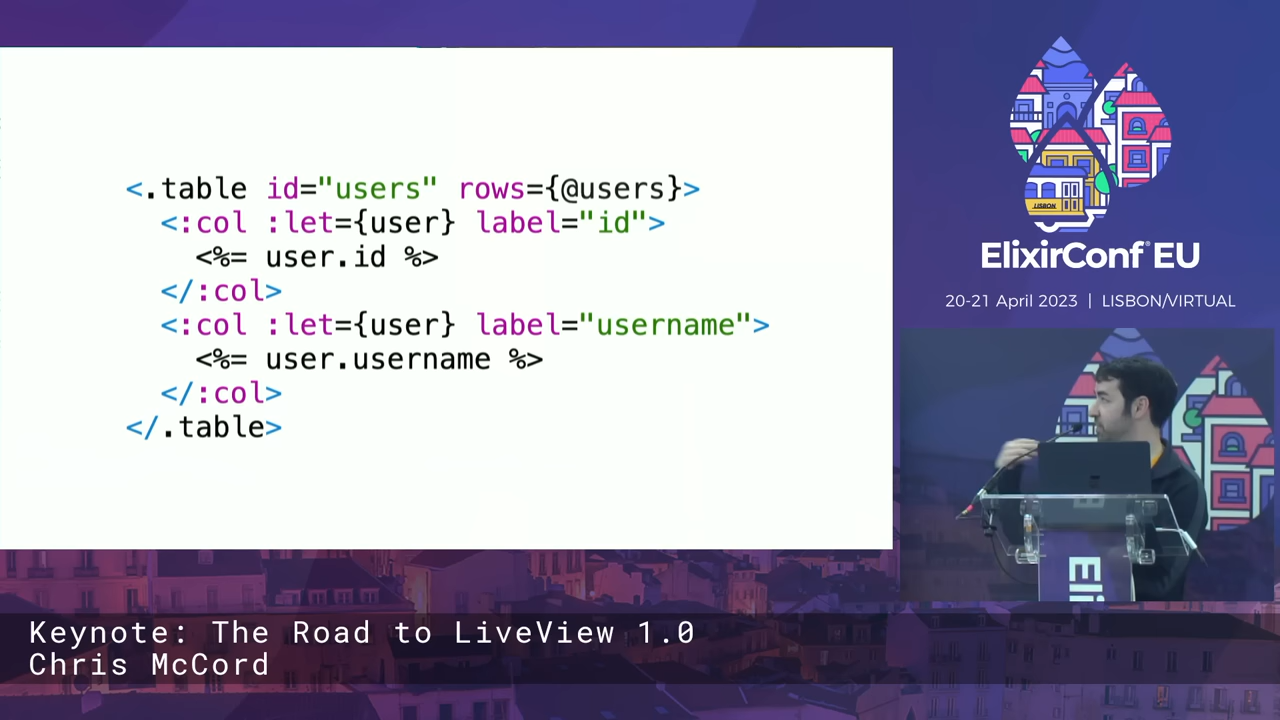 <.table id="users" rows={@users}>
<:col :let={user} label="id">
<%= user.id %>
</:col>
<:col :let={user} label="username">
<%= user.username %>
</:col>
</.table>
LISBON
ElixirConf EU
20-21 April 2023 | LISBON/VIRTUAL
Eli
Keynote: The Road to LiveView 1.0
Chris McCord